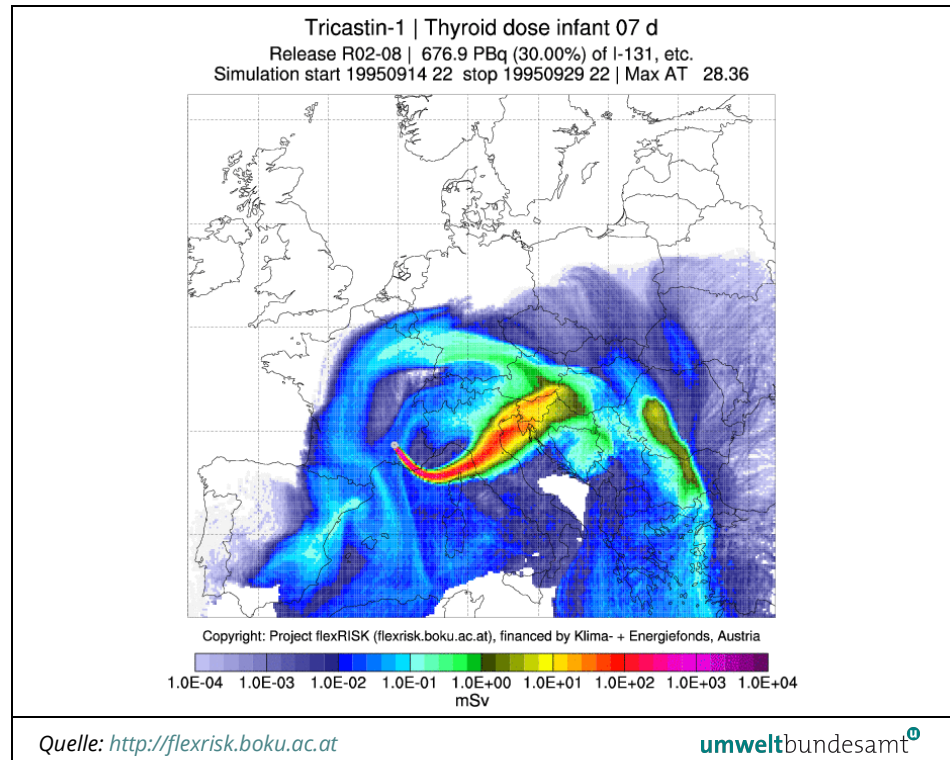 Tricastin-1 | Thyroid dose infant 07 d
Release R02-08 | 676.9 PBq (30.00%) of I-131, etc.
Simulation start 19950914 22 stop 19950929 22 | Max AT 28.36
Copyright: Project flexRISK (flexrisk.boku.ac.at), financed by Klima- + Energiefonds, Austria
1.0E-04 1.0E-03 1.0E-02 1.0E-01 1.0E+00 1.0E+01 1.0E+02 1.0E+03 1.0E+04
mSv
Quelle: http://flexrisk.boku.ac.at
umweltbundesamt u